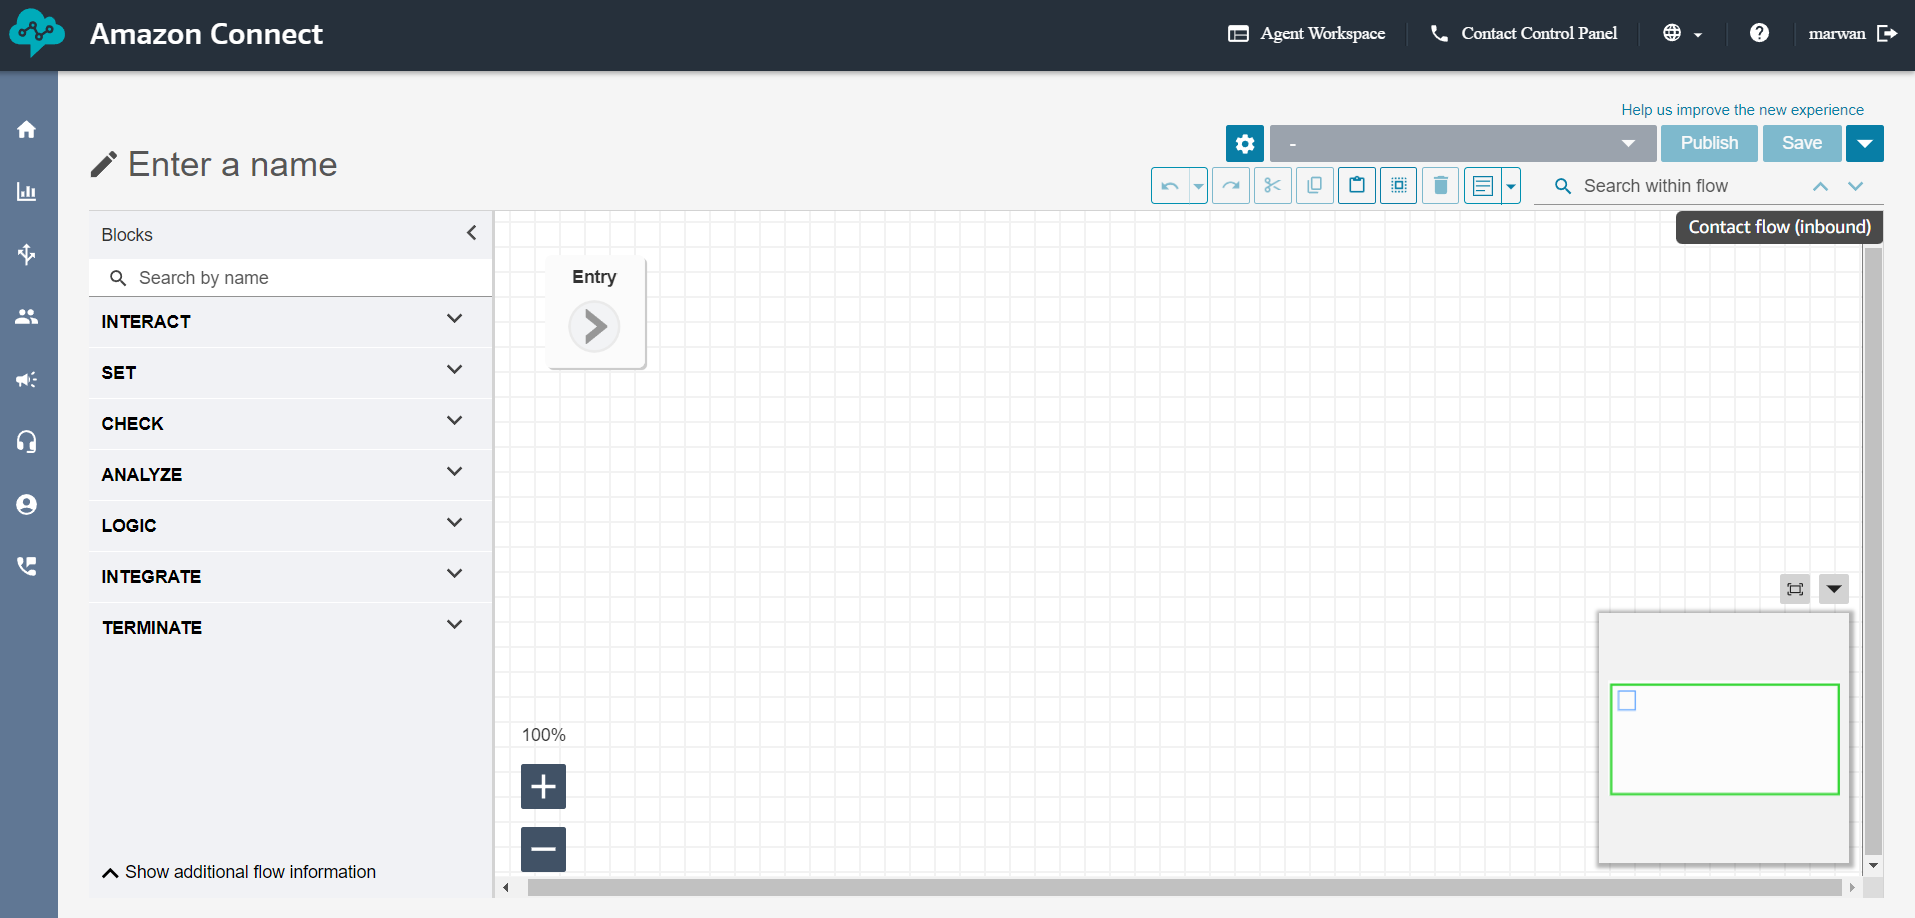 Amazon Connect
Agent Workspace
Contact Control Panel
marwan
Help us improve the new experience
Enter a name
-
Publish
Save
Search within flow
Contact flow (inbound)
Blocks
Search by name
INTERACT
SET
CHECK
ANALYZE
LOGIC
INTEGRATE
TERMINATE
Show additional flow information
Entry
100%